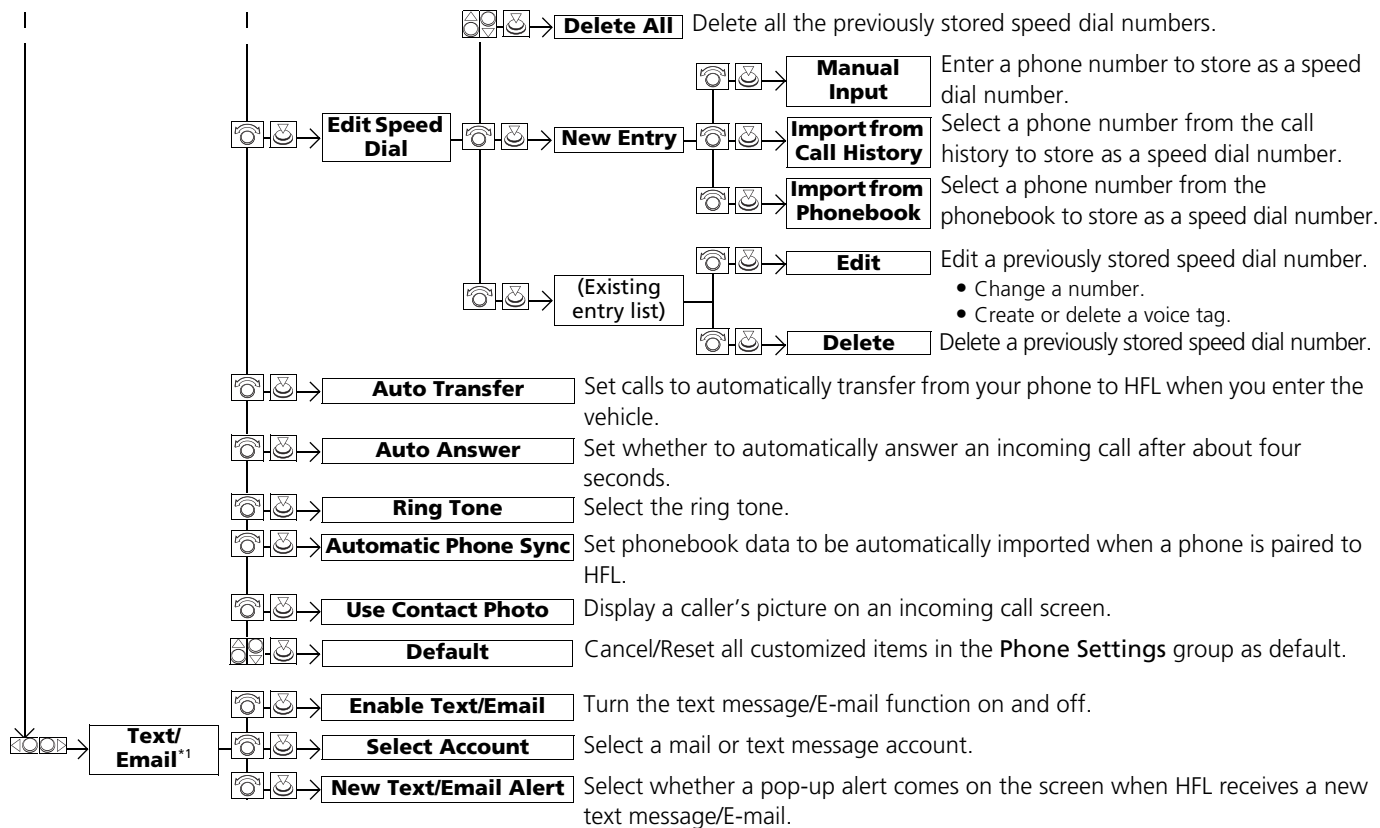 Delete All Delete all the previously stored speed dial numbers.
Manual Input Enter a phone number to store as a speed
dial number.
Edit Speed Dial
New Entry
Import from Call History Select a phone number from the call
history to store as a speed dial number.
Import from Phonebook Select a phone number from the
phonebook to store as a speed dial number.
(Existing entry list)
Edit Edit a previously stored speed dial number.
• Change a number.
• Create or delete a voice tag.
Delete Delete a previously stored speed dial number.
Auto Transfer Set calls to automatically transfer from your phone to HFL when you enter the
vehicle.
Auto Answer Set whether to automatically answer an incoming call after about four
seconds.
Ring Tone Select the ring tone.
Automatic Phone Sync Set phonebook data to be automatically imported when a phone is paired to
HFL.
Use Contact Photo Display a caller's picture on an incoming call screen.
Default Cancel/Reset all customized items in the Phone Settings group as default.
Text/
Email*1
Enable Text/Email Turn the text message/E-mail function on and off.
Select Account Select a mail or text message account.
New Text/Email Alert Select whether a pop-up alert comes on the screen when HFL receives a new
text message/E-mail.